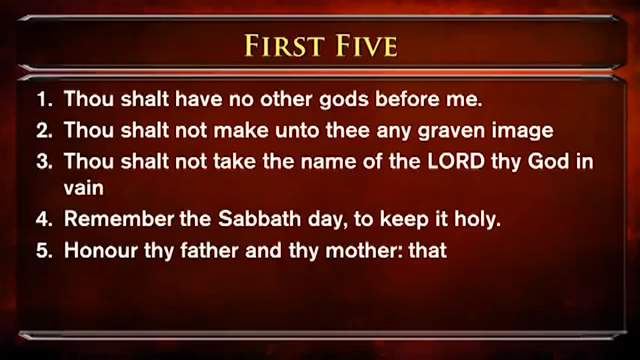 First Five
1. Thou shalt have no other gods before me.
2. Thou shalt not make unto thee any graven image
3. Thou shalt not take the name of the LORD thy God in
vain
4. Remember the Sabbath day, to keep it holy.
5. Honour thy father and thy mother: that